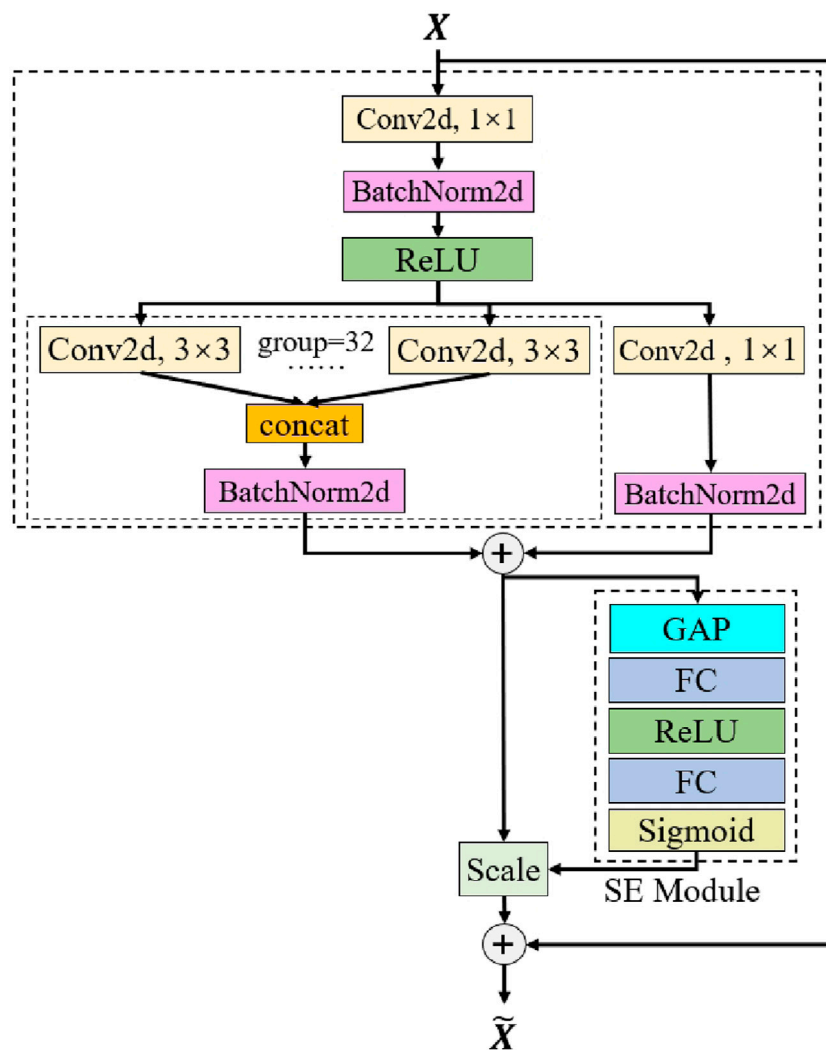 X
Conv2d, 1×1
BatchNorm2d
ReLU
Conv2d, 3×3
group=32
······
Conv2d, 3×3
Conv2d , 1×1
concat
BatchNorm2d
BatchNorm2d
+
GAP
FC
ReLU
FC
Sigmoid
Scale
SE Module
+
X̃